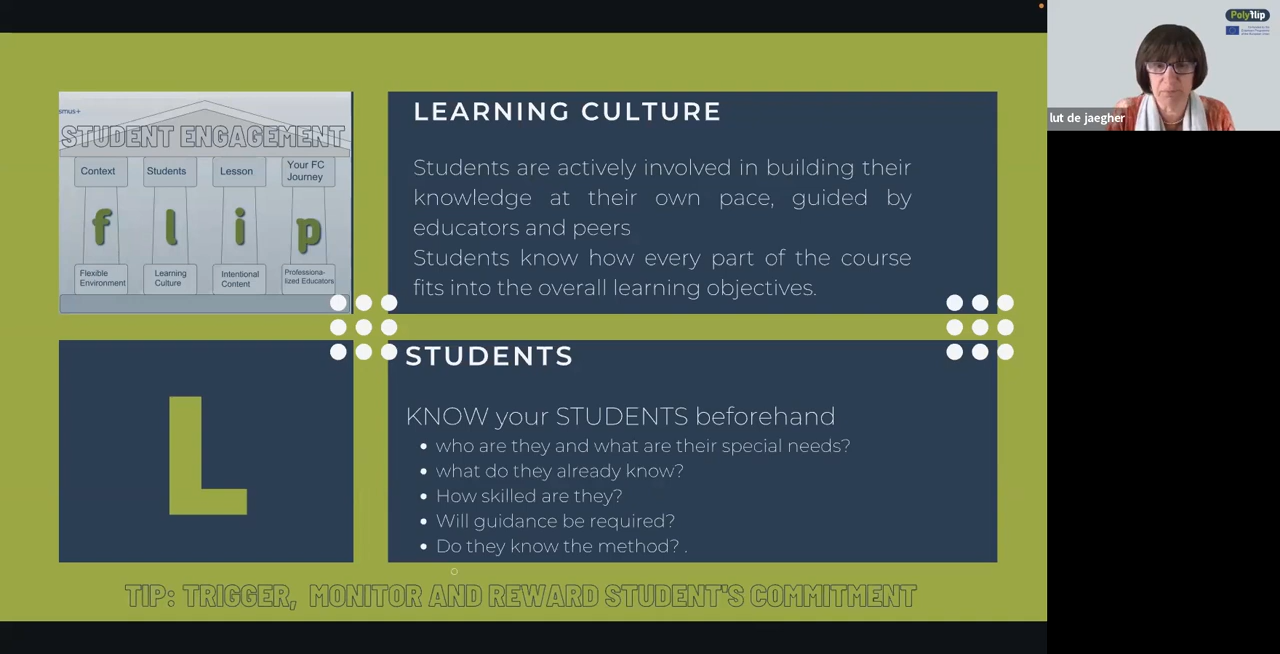 smus+
STUDENT ENGAGEMENT
Context
Students
Lesson
Your FC
Journey
f l i p
Flexible
Environment
Learning
Culture
Intentional
Content
Professiona-
lized Educators
LEARNING CULTURE
Students are actively involved in building their
knowledge at their own pace, guided by
educators and peers
Students know how every part of the course
fits into the overall learning objectives.
L
STUDENTS
KNOW your STUDENTS beforehand
who are they and what are their special needs?
what do they already know?
How skilled are they?
Will guidance be required?
Do they know the method? .
TIP: TRIGGER, MONITOR AND REWARD STUDENT'S COMMITMENT
Polyflip
lut de jaegher